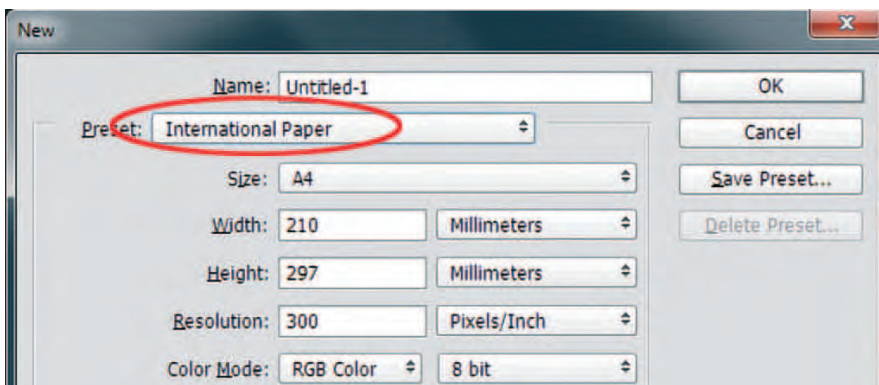 New
Name: Untitled-1
OK
Preset: International Paper
Cancel
Size: A4
Save Preset...
Width: 210 Millimeters
Delete Preset...
Height: 297 Millimeters
Resolution: 300 Pixels/Inch
Color Mode: RGB Color 8 bit